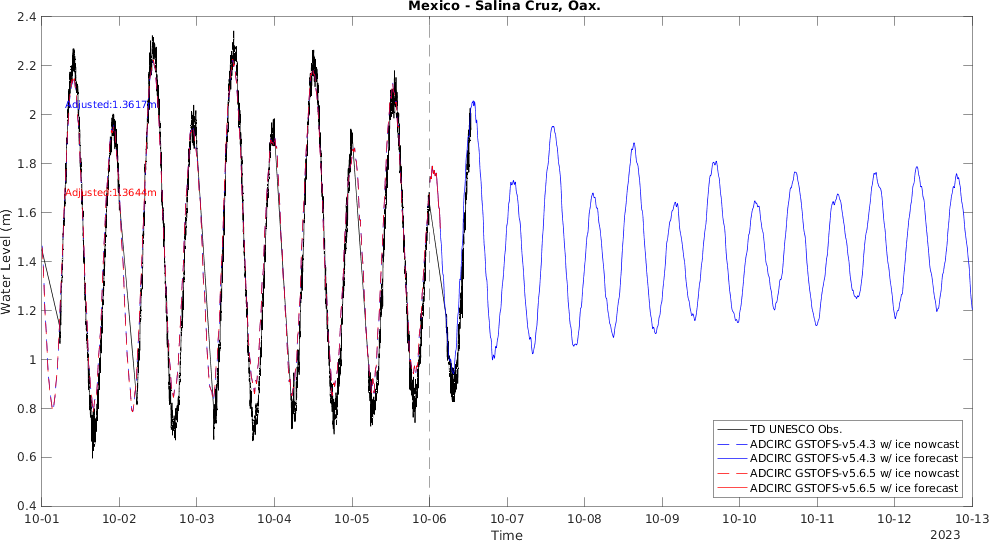 Mexico - Salina Cruz, Oax.
2.4
2.2
2
1.8
1.6
1.4
1.2
1
0.8
0.6
0.4
Water Level (m)
Adjusted:1.3617m
Adjusted:1.3644m
TD UNESCO Obs.
ADCIRC GSTOFS-v5.4.3 w/ ice nowcast
ADCIRC GSTOFS-v5.4.3 w/ ice forecast
ADCIRC GSTOFS-v5.6.5 w/ ice nowcast
ADCIRC GSTOFS-v5.6.5 w/ ice forecast
10-01 10-02 10-03 10-04 10-05 10-06 10-07 10-08 10-09 10-10 10-11 10-12 10-13
Time
2023